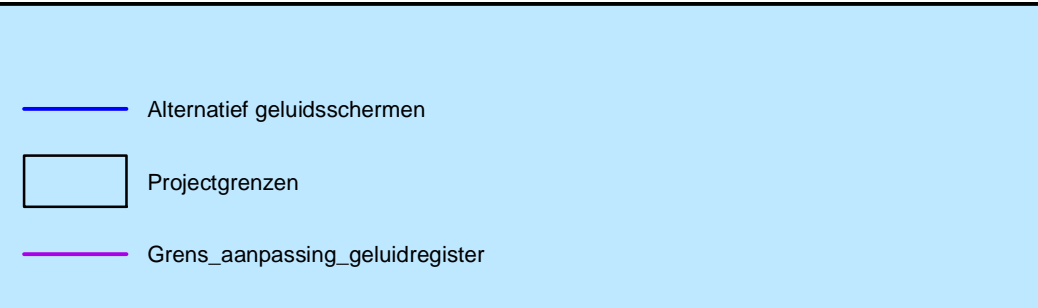 Alternatief geluidsschermen
Projectgrenzen
Grens_aanpassing_geluidregister